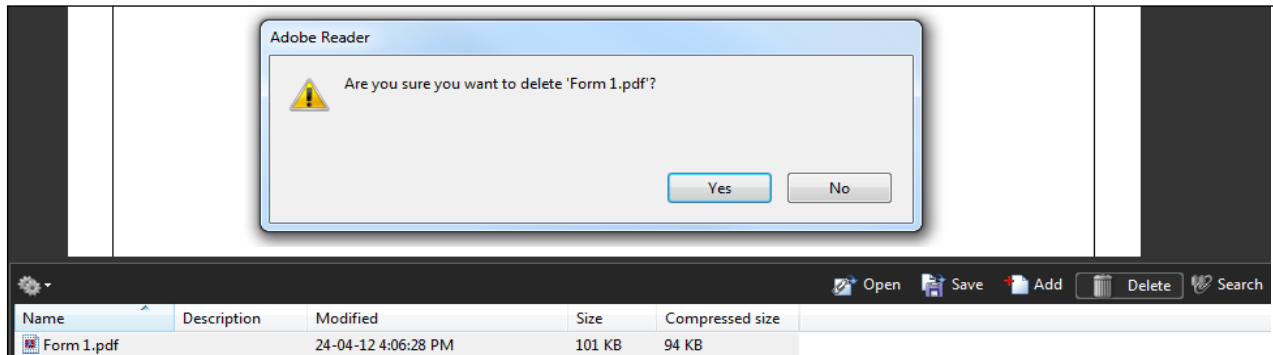 Adobe Reader
Are you sure you want to delete 'Form 1.pdf'?
Yes No
Open Save Add Delete Search
Name Description Modified Size Compressed size
Form 1.pdf 24-04-12 4:06:28 PM 101 KB 94 KB